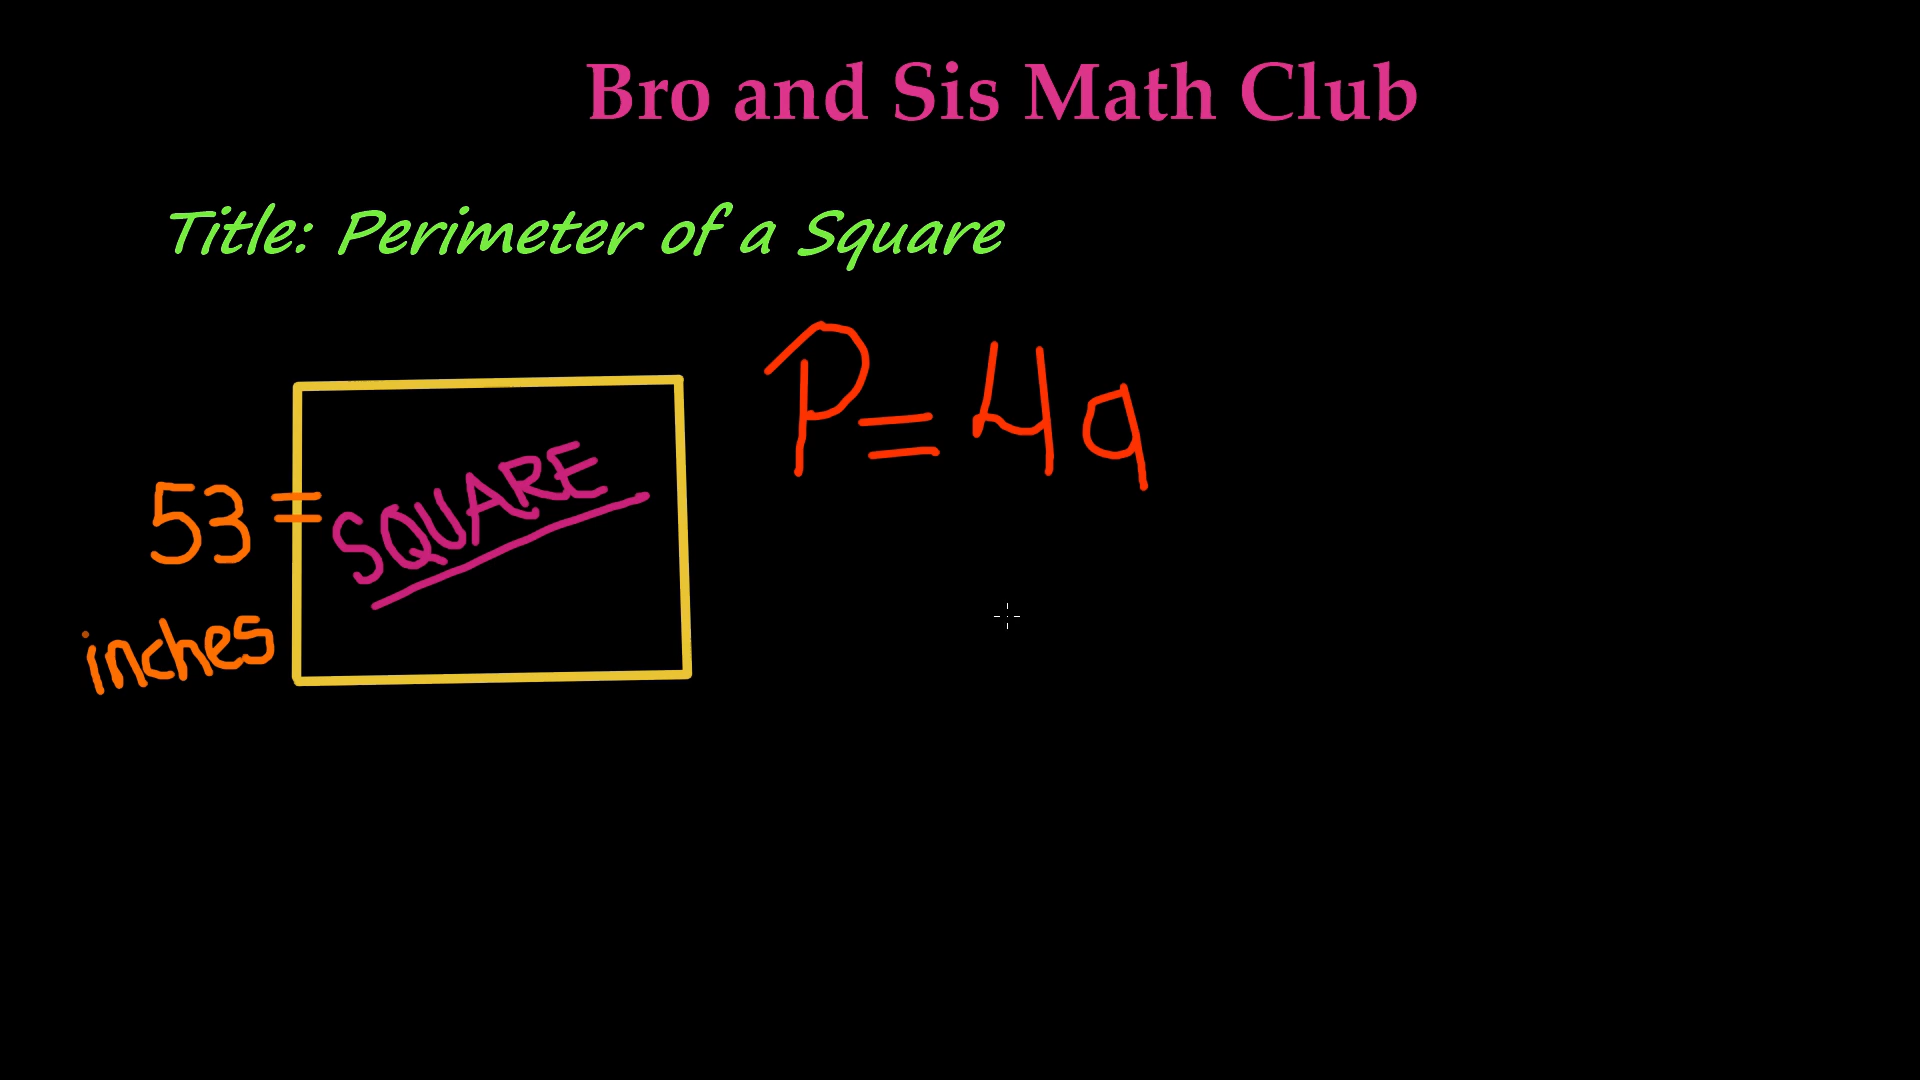 Bro and Sis Math Club
Title: Perimeter of a Square
P=4a
53 =
SQUARE
inches